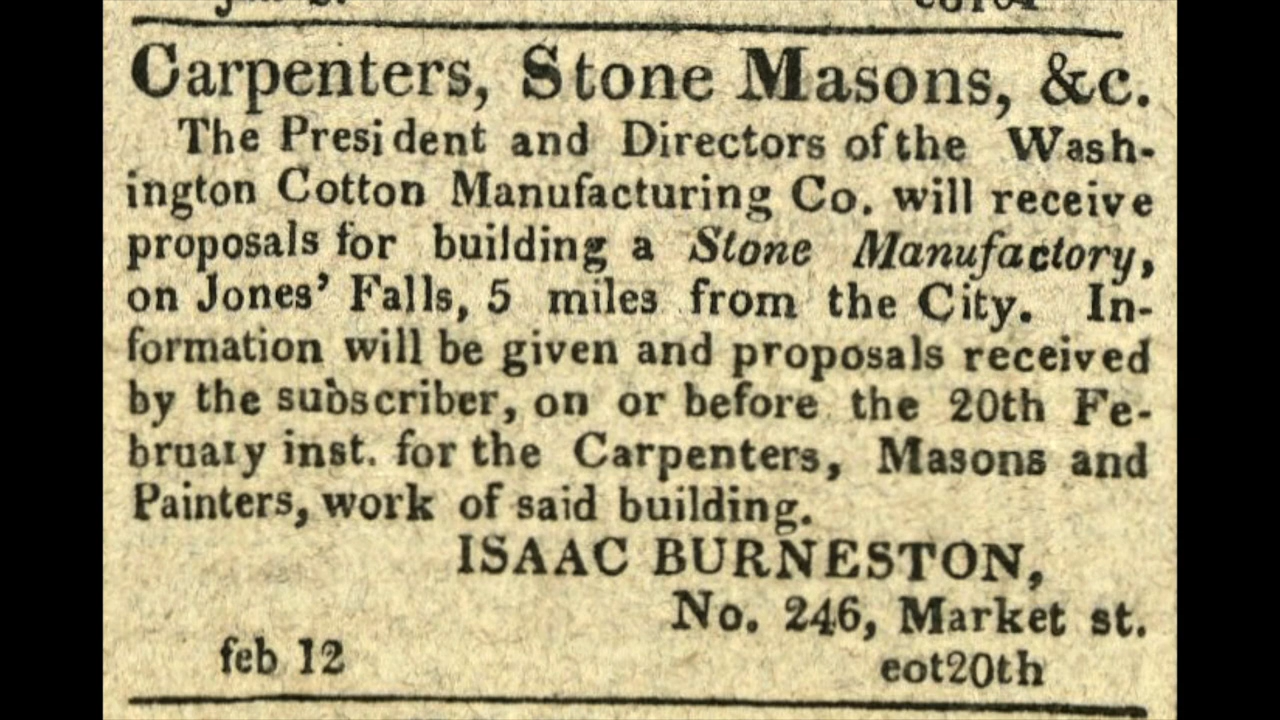 Carpenters, Stone Masons, &c.
The President and Directors of the Wash-
ington Cotton Manufacturing Co. will receive
proposals for building a Stone Manufactory,
on Jones' Falls, 5 miles from the City. In-
formation will be given and proposals received
by the subscriber, on or before the 20th Fe-
bruary inst. for the Carpenters, Masons and
Painters, work of said building.
ISAAC BURNESTON,
No. 246, Market st.
feb 12 eot20th